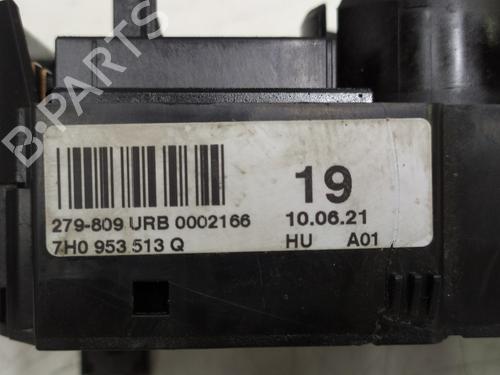 B-PARTS
19
279-809 URB 0002166 10.06.21
7H0 953 513 Q HU A01